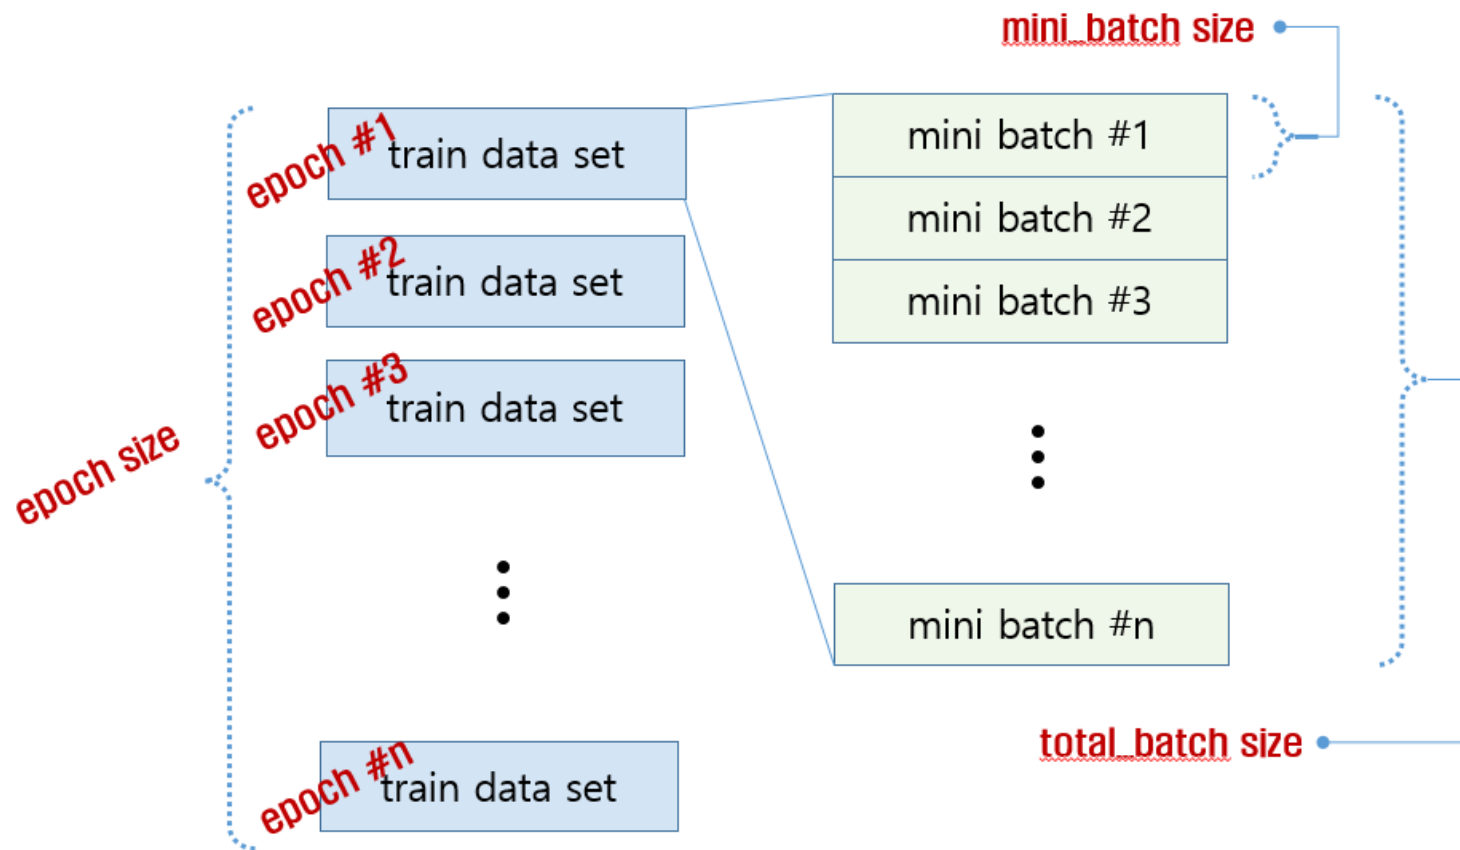 mini_batch size
epoch #1
train data set
mini batch #1
mini batch #2
epoch #2
train data set
mini batch #3
epoch #3
train data set
epoch size
mini batch #n
total_batch size
epoch #n
train data set